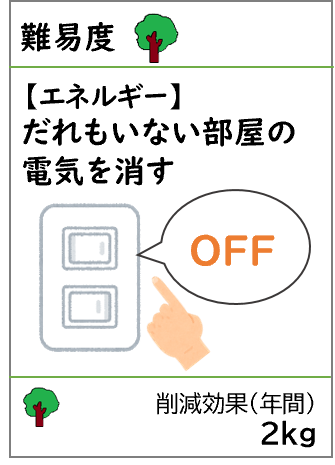 難易度
【エネルギー】
だれもいない部屋の
電気を消す
OFF
削減効果(年間)
2kg